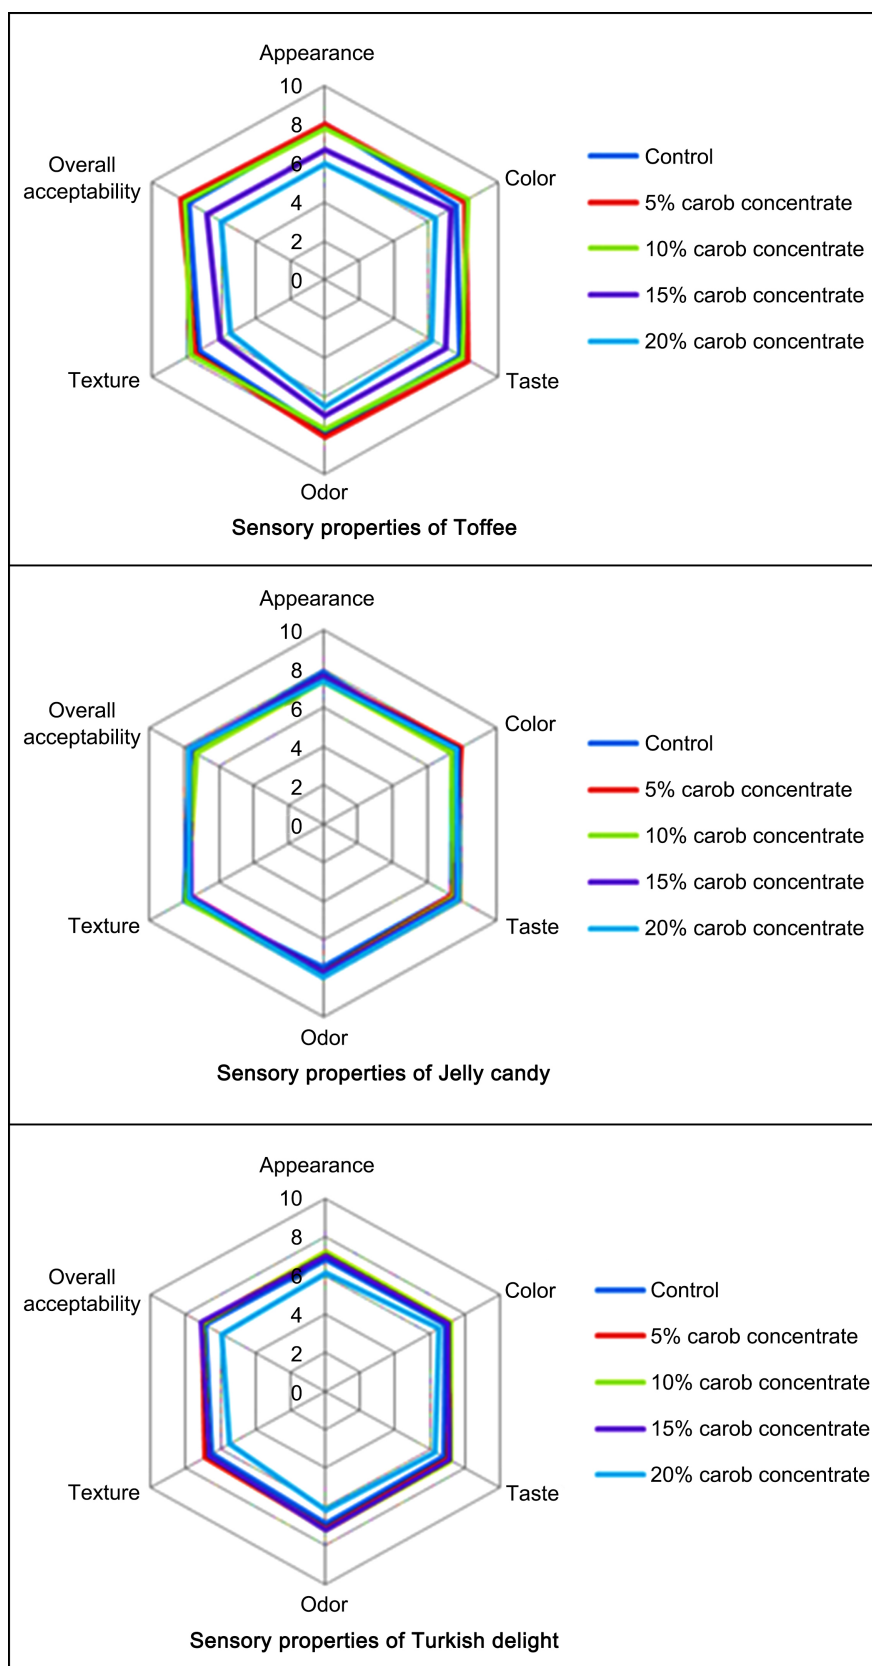 Appearance
10
8
6
4
2
0
Overall
acceptability
Color
Texture
Taste
Odor
Control
5% carob concentrate
10% carob concentrate
15% carob concentrate
20% carob concentrate
Sensory properties of Toffee
Appearance
10
8
6
4
2
0
Overall
acceptability
Color
Texture
Taste
Odor
Control
5% carob concentrate
10% carob concentrate
15% carob concentrate
20% carob concentrate
Sensory properties of Jelly candy
Appearance
10
8
6
4
2
0
Overall
acceptability
Color
Texture
Taste
Odor
Control
5% carob concentrate
10% carob concentrate
15% carob concentrate
20% carob concentrate
Sensory properties of Turkish delight